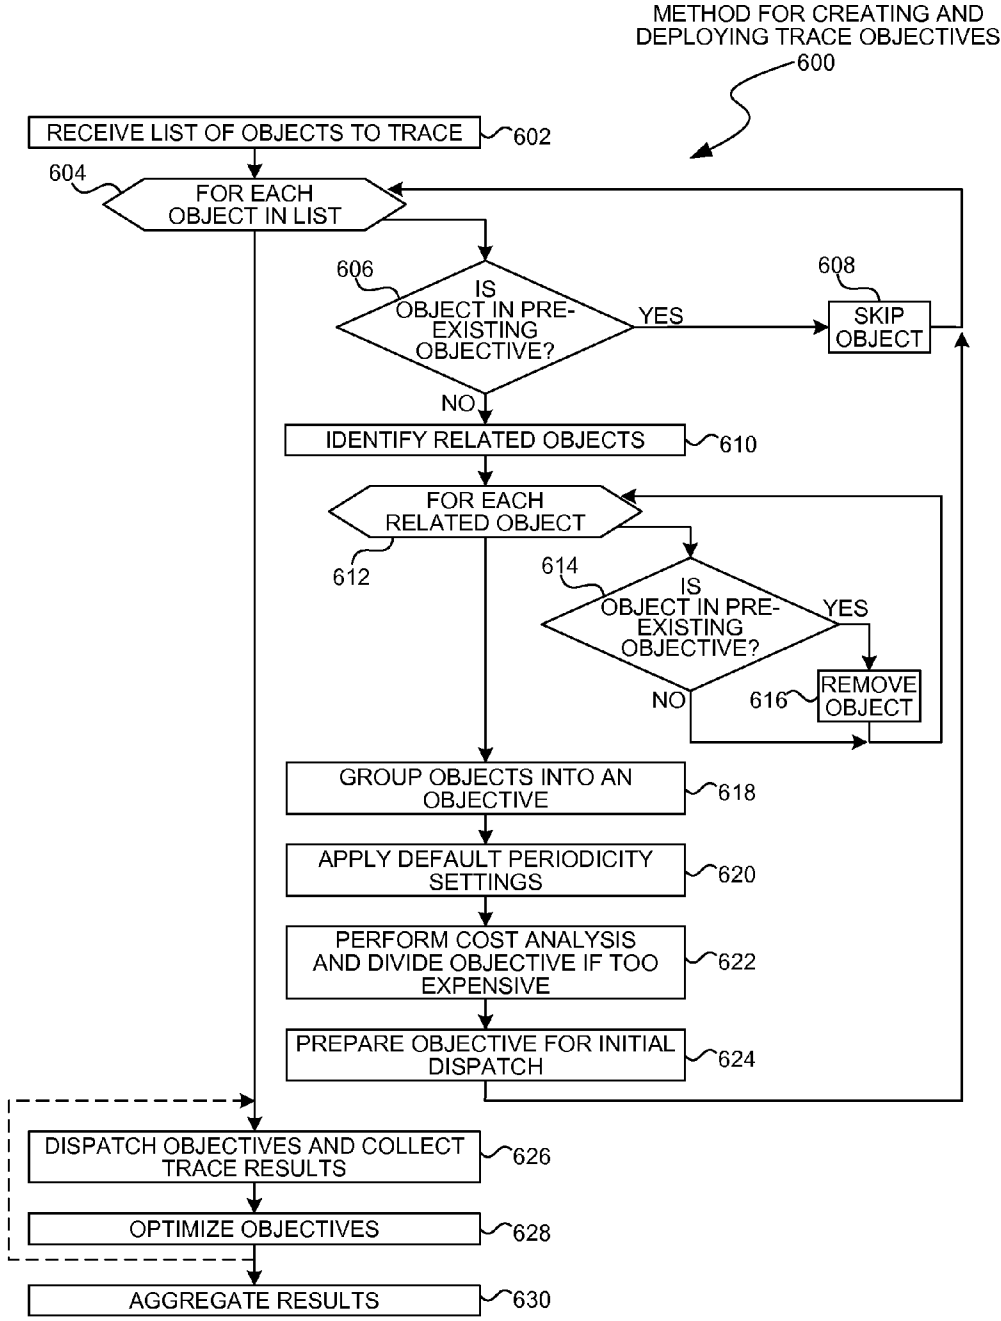 METHOD FOR CREATING AND
DEPLOYING TRACE OBJECTIVES
600
RECEIVE LIST OF OBJECTS TO TRACE
602
604
FOR EACH
OBJECT IN LIST
606
IS
OBJECT IN PRE-
EXISTING
OBJECTIVE?
YES
608
SKIP
OBJECT
NO
IDENTIFY RELATED OBJECTS
610
FOR EACH
RELATED OBJECT
612
614
IS
OBJECT IN PRE-
EXISTING
OBJECTIVE?
YES
616
REMOVE
OBJECT
NO
GROUP OBJECTS INTO AN
OBJECTIVE
618
APPLY DEFAULT PERIODICITY
SETTINGS
620
PERFORM COST ANALYSIS
AND DIVIDE OBJECTIVE IF TOO
EXPENSIVE
622
PREPARE OBJECTIVE FOR INITIAL
DISPATCH
624
DISPATCH OBJECTIVES AND COLLECT
TRACE RESULTS
626
OPTIMIZE OBJECTIVES
628
AGGREGATE RESULTS
630